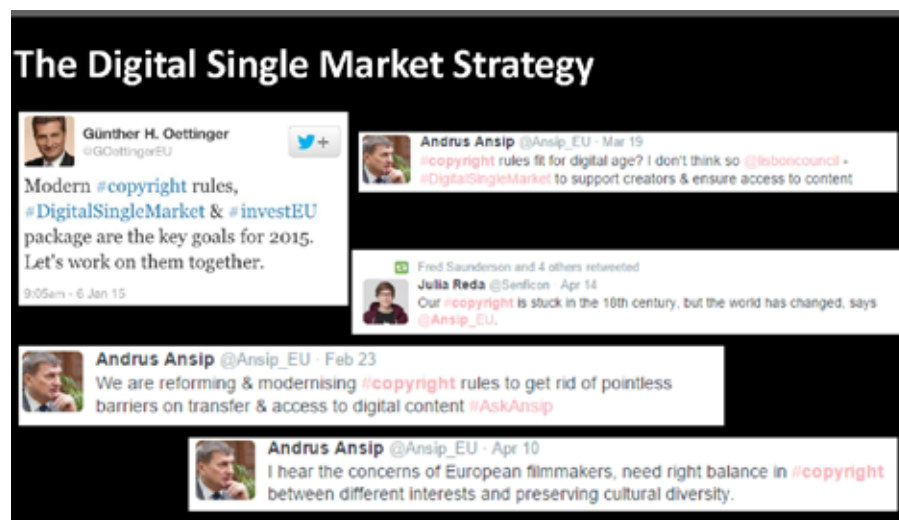 The Digital Single Market Strategy
Günther H. Oettinger
@GOettingerEU
Modern #copyright rules,
#DigitalSingleMarket & #investEU
package are the key goals for 2015.
Let's work on them together.
9:05am - 6 Jan 15
Andrus Ansip @Ansip_EU · Mar 19
#copyright rules fit for digital age? I don't think so @lisboncouncil -
#DigitalSingleMarket to support creators & ensure access to content
Fred Saunderson and 4 others retweeted
Julia Reda @Senficon · Apr 14
Our #copyright is stuck in the 18th century, but the world has changed, says
@Ansip_EU.
Andrus Ansip @Ansip_EU · Feb 23
We are reforming & modernising #copyright rules to get rid of pointless
barriers on transfer & access to digital content #AskAnsip
Andrus Ansip @Ansip_EU · Apr 10
I hear the concerns of European filmmakers, need right balance in #copyright
between different interests and preserving cultural diversity.